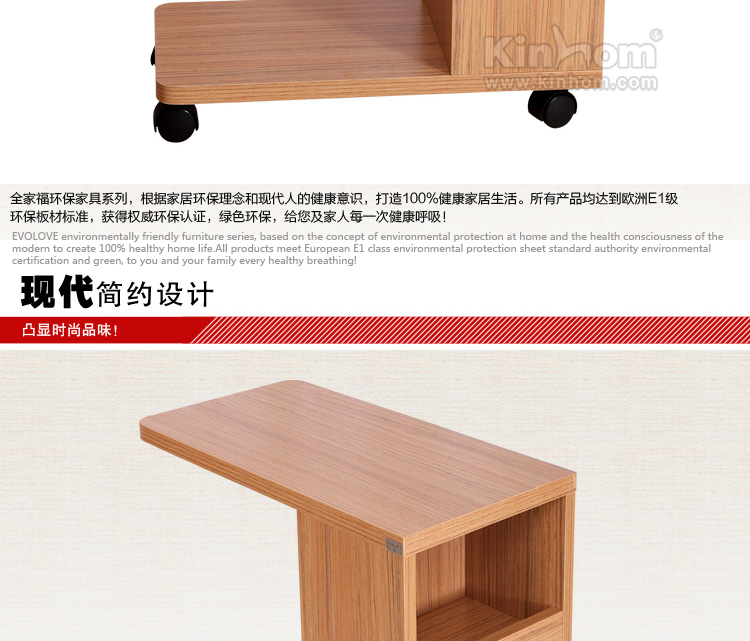 Kinhom®
www.kinhom.com
全家福环保家具系列，根据家居环保理念和现代人的健康意识，打造100%健康家居生活。所有产品均达到欧洲E1级
环保板材标准，获得权威环保认证，绿色环保，给您及家人每一次健康呼吸！
EVOLOVE environmentally friendly furniture series, based on the concept of environmental protection at home and the health consciousness of the
modern to create 100% healthy home life.All products meet European E1 class environmental protection sheet standard authority environmental
certification and green, to you and your family every healthy breathing!
现代简约设计
凸显时尚品味！